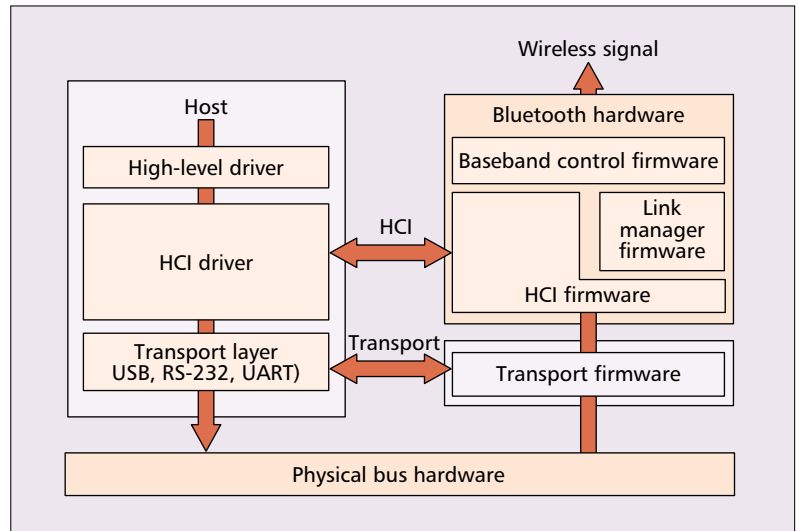 Wireless signal
Host
High-level driver
HCI driver
Transport layer
USB, RS-232, UART)
HCI
Transport
Bluetooth hardware
Baseband control firmware
Link
manager
firmware
HCI firmware
Transport firmware
Physical bus hardware